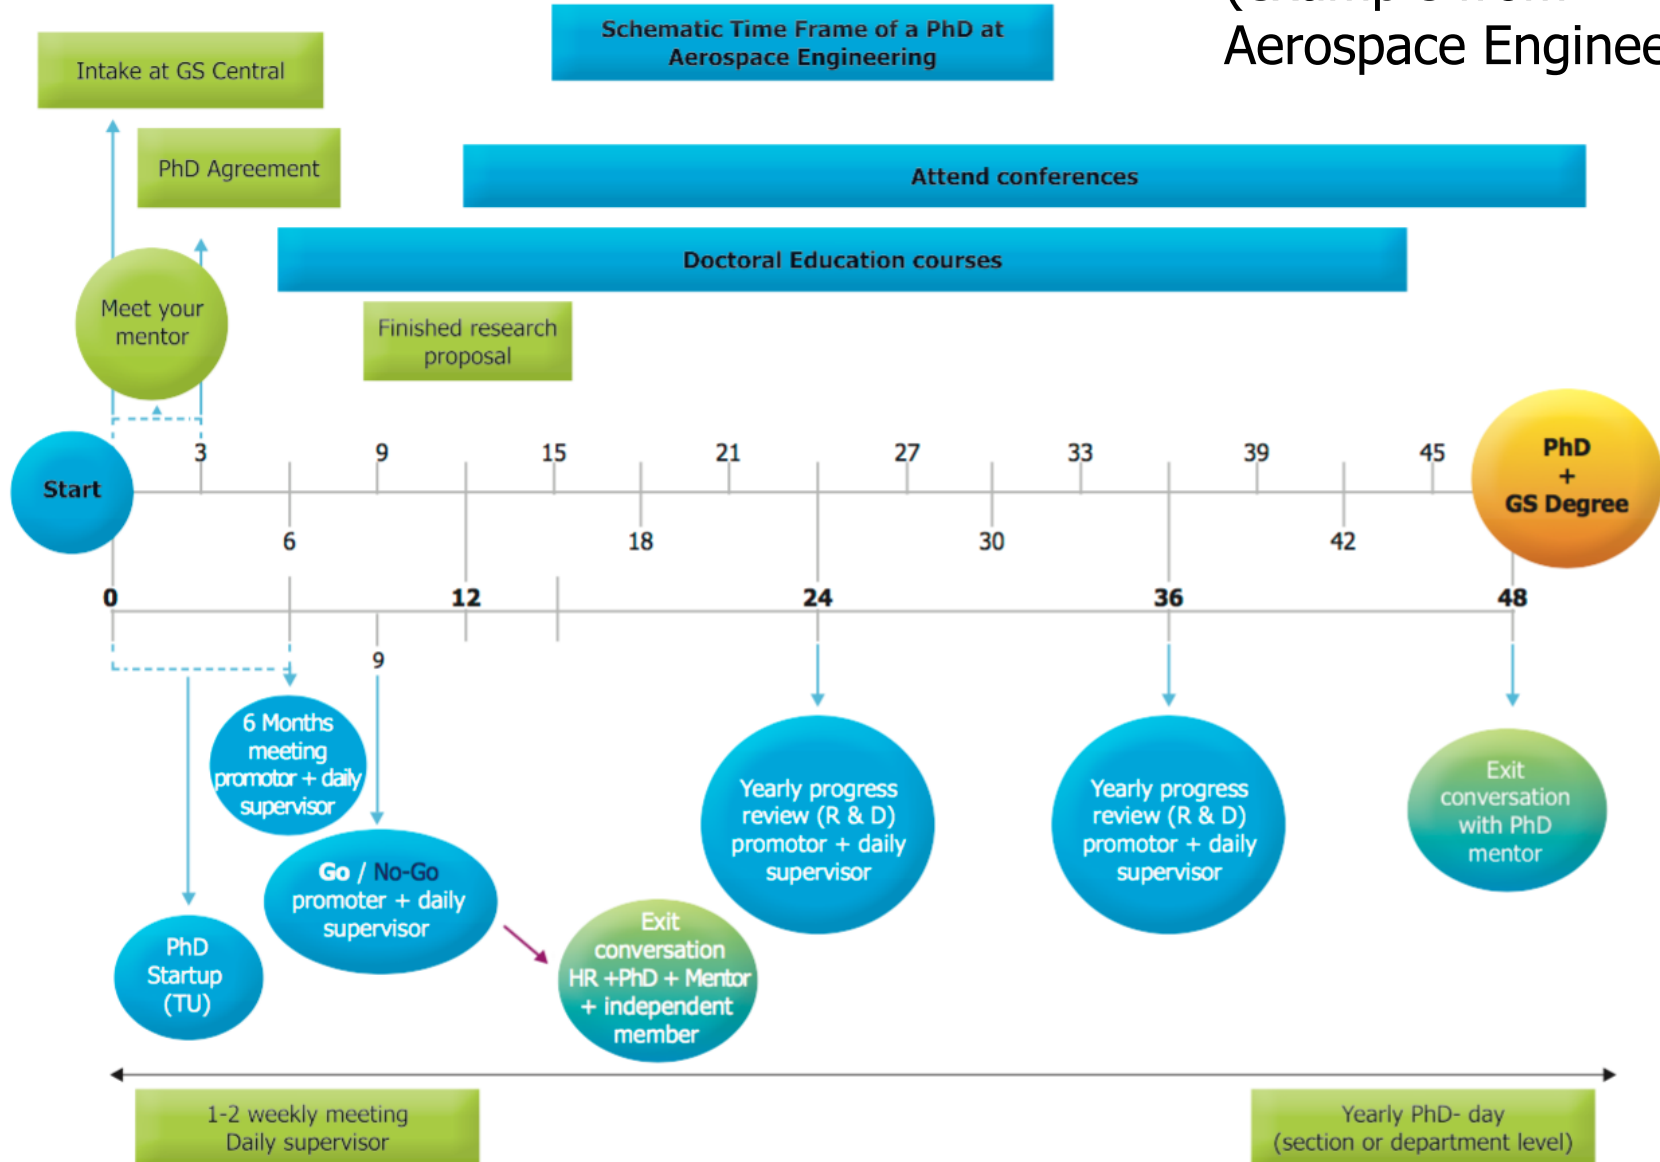 Aerospace Enginee
Schematic Time Frame of a PhD at
Aerospace Engineering
Intake at GS Central
PhD Agreement
Attend conferences
Doctoral Education courses
Meet your
mentor
Finished research
proposal
Start
3
9
15
21
27
33
39
45
PhD
+
GS Degree
6
18
30
42
0
12
24
36
48
9
6 Months
meeting
promotor + daily
supervisor
Go / No-Go
promoter + daily
supervisor
PhD
Startup
(TU)
Exit
conversation
HR +PhD + Mentor
+ independent
member
Yearly progress
review (R & D)
promotor + daily
supervisor
Yearly progress
review (R & D)
promotor + daily
supervisor
Exit
conversation
with PhD
mentor
1-2 weekly meeting
Daily supervisor
Yearly PhD- day
(section or department level)